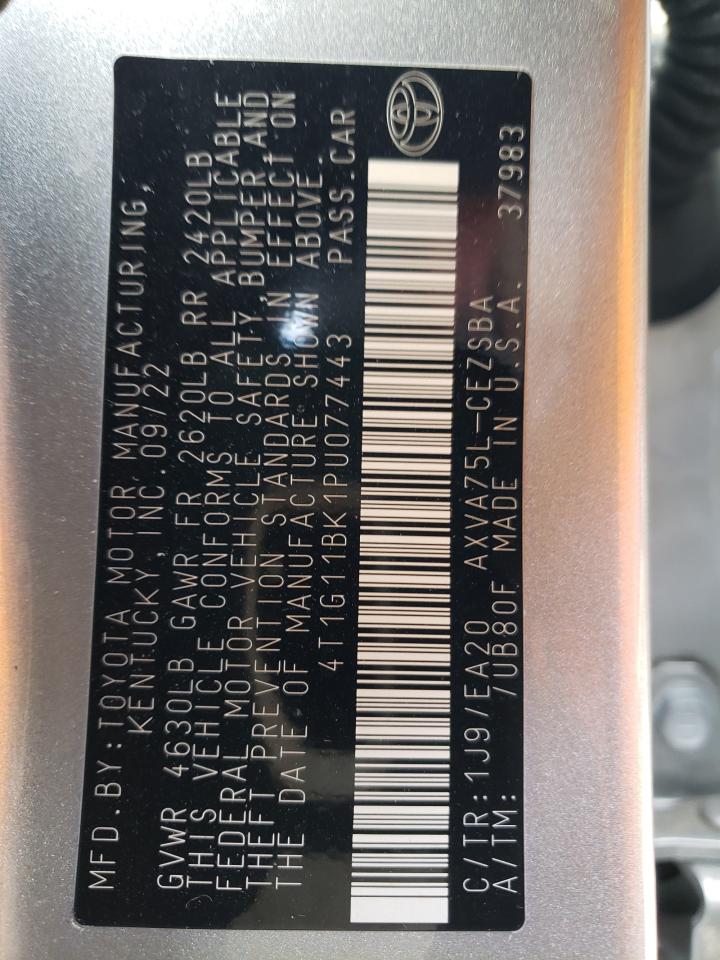 MFD.BY:TOYOTA MOTOR MANUFACTURING,
KENTUCKY, INC. 09/22
GVWR 4630LB GAWR FR 2620LB RR 2420LB
THIS VEHICLE CONFORMS TO ALL APPLICABLE
FEDERAL MOTOR VEHICLE SAFETY, BUMPER AND
THEFT PREVENTION STANDARDS IN EFFECT ON
THE DATE OF MANUFACTURE SHOWN ABOVE.
4T1G11BK1PU077443 PASS.CAR
C/TR:1J9/EA20 AXVA75L-CEZSBA 37983
A/TM: 7UB80F MADE IN U.S.A.